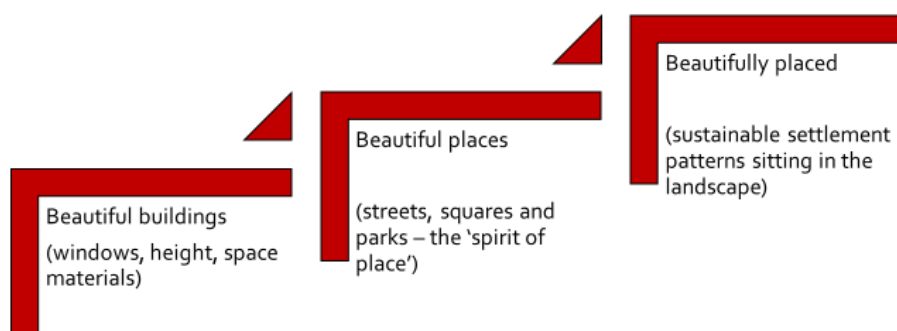 Beautiful buildings
(windows, height, space
materials)
Beautiful places
(streets, squares and
parks – the ‘spirit of
place’)
Beautifully placed
(sustainable settlement
patterns sitting in the
landscape)